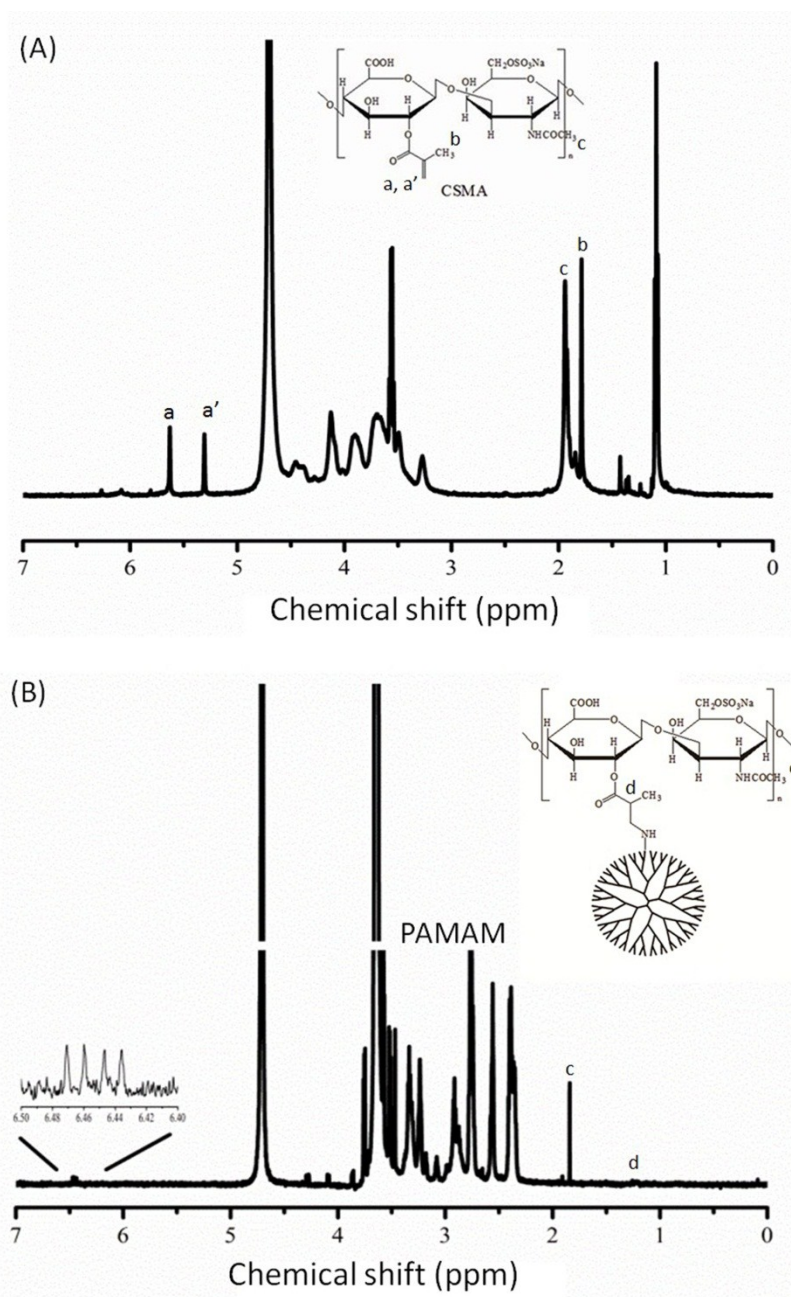 (A)
COOH
CH₂OSO₃Na
H
O
O
OH
O
H
OH
H
H
H
O
O
H
H
H
H
O
b
H
NHCOCH₃
n
c
O
CH₃
a, a’
CSMA
b
c
a
a’
7 6 5 4 3 2 1 0
Chemical shift (ppm)
(B)
COOH
CH₂OSO₃Na
H
O
O
OH
O
H
OH
H
H
H
O
O
H
H
H
O
H
NHCOCH₃
n
d
O
CH₃
NH
PAMAM
c
6.50 6.48 6.46 6.44 6.42 6.40
d
7 6 5 4 3 2 1 0
Chemical shift (ppm)